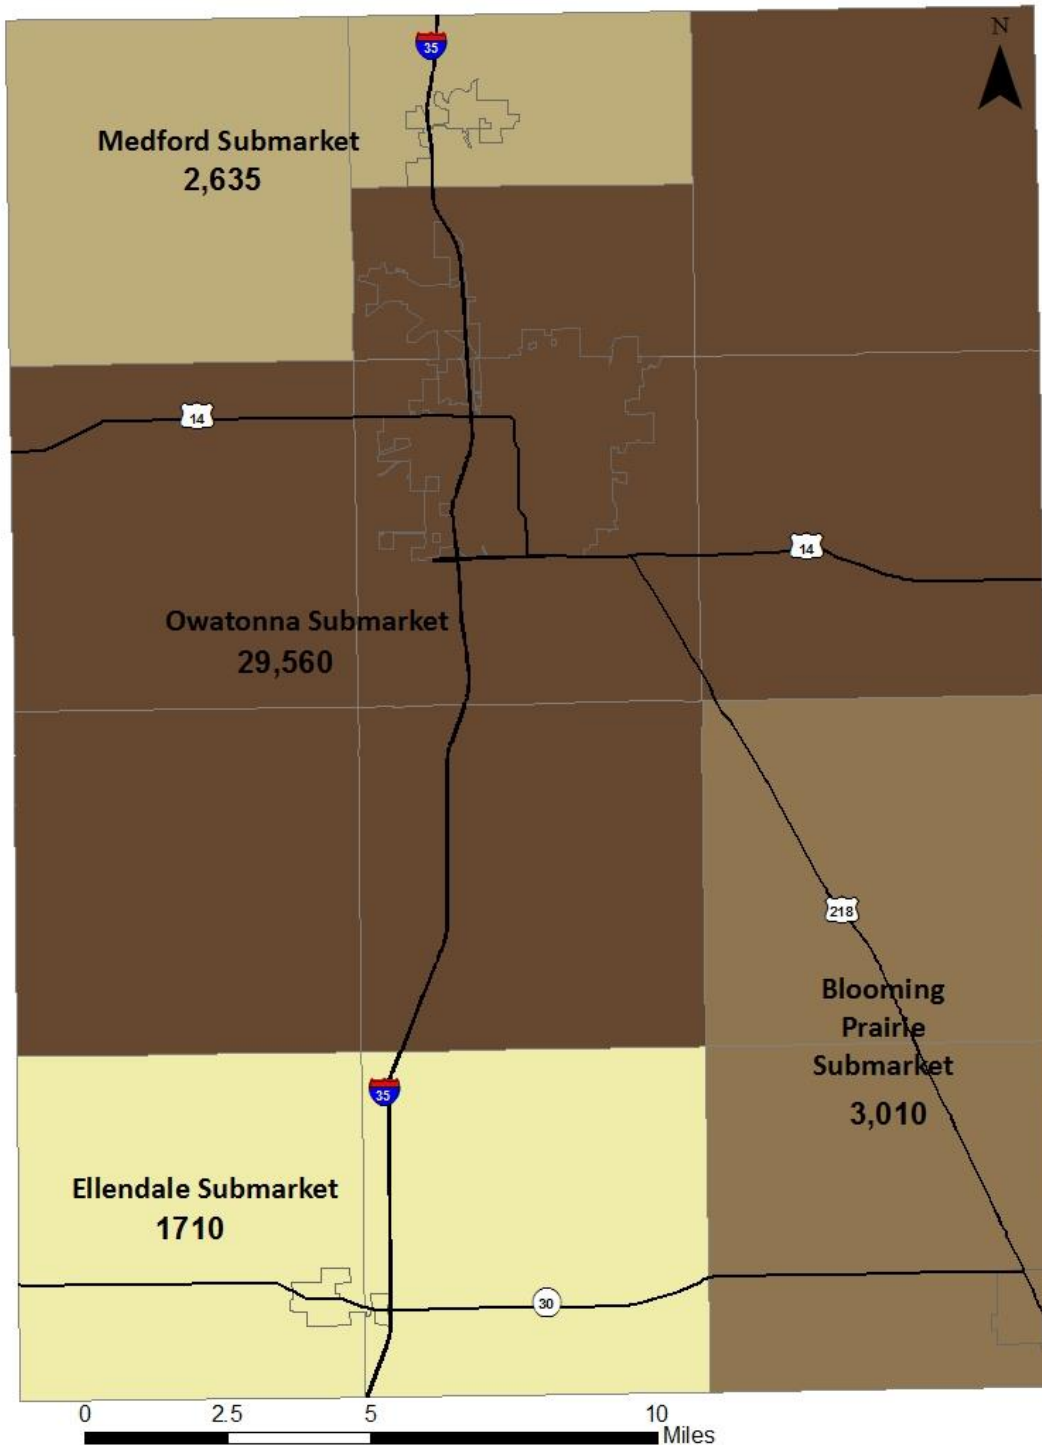 N
35
Medford Submarket
2,635
14
14
Owatonna Submarket
29,560
218
Blooming
Prairie
Submarket
3,010
35
Ellendale Submarket
1710
30
0 2.5 5 10
Miles